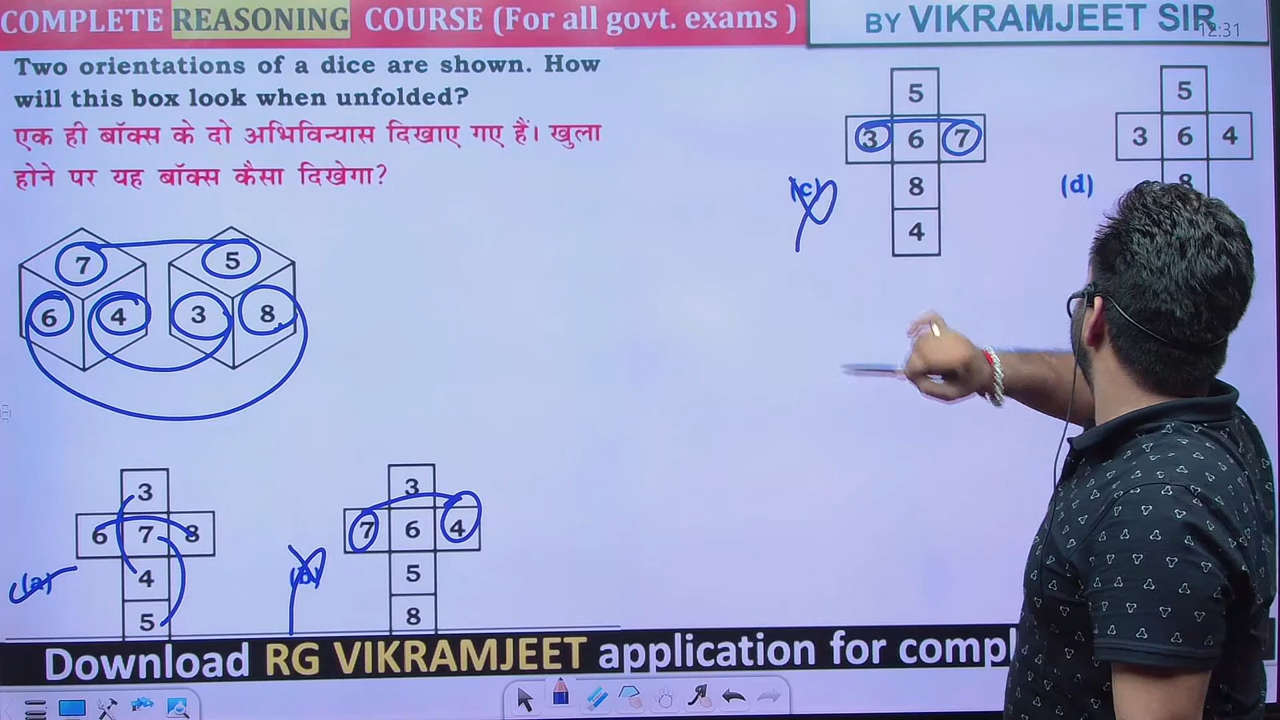 COMPLETE REASONING COURSE (For all govt. exams )
BY VIKRAMJEET SIR
12:31
Two orientations of a dice are shown. How
will this box look when unfolded?
एक ही बॉक्स के दो अभिविन्यास दिखाए गए हैं। खुला
होने पर यह बॉक्स कैसा दिखेगा?
7
6 4
5
3 8
(a)
3
6 7 8
4
5
(b)
3
7 6 4
5
8
(c)
5
3 6 7
8
4
(d)
5
3 6 4
8
Download RG VIKRAMJEET application for compl